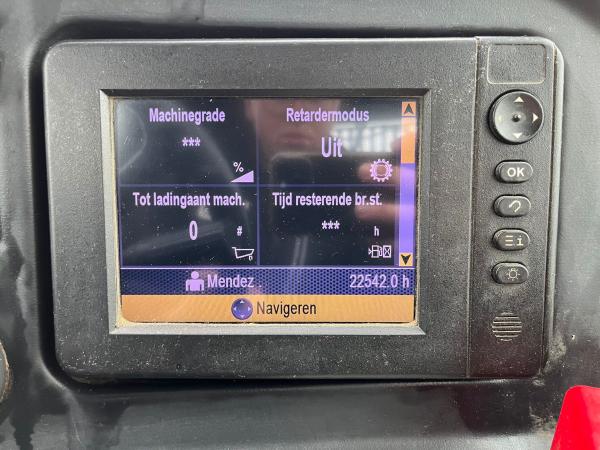 Machinegrade
***
%
Retardermodus
Uit
Tot ladingaant mach.
0 #
Tijd resterende br.st.
*** h
Mendez 22542.0 h
Navigeren
OK
i